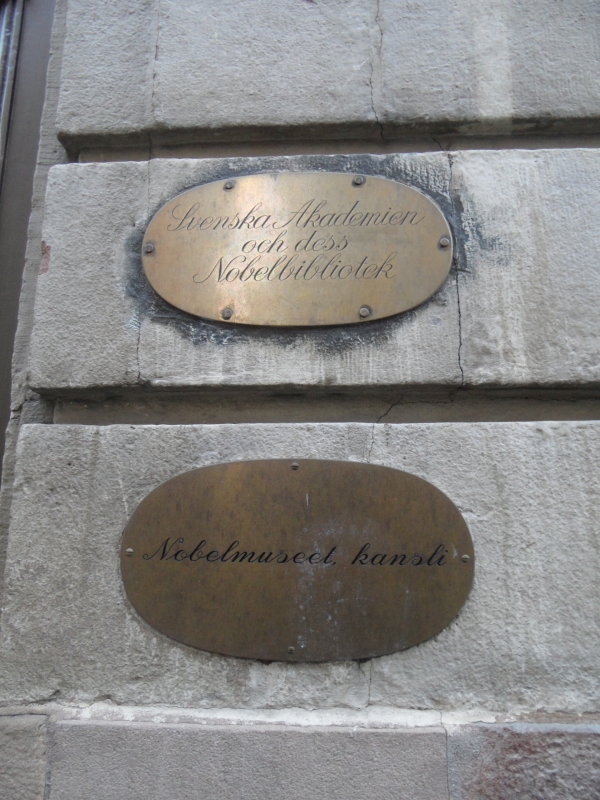 Svenska Akademien
och dess
Nobelbibliotek
Nobelmuseet, kansli